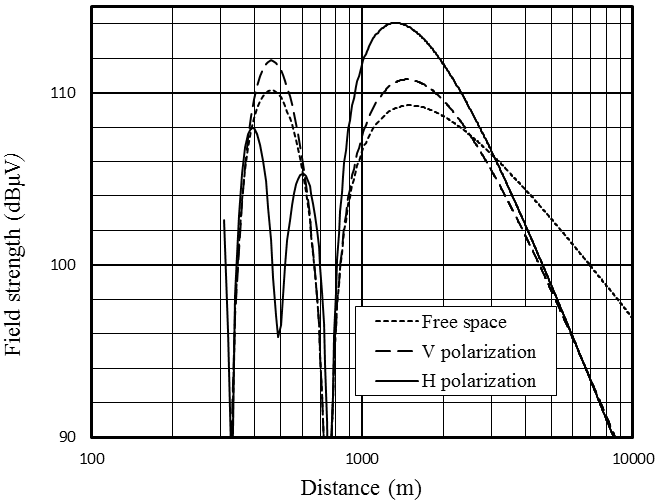 110
100
90
100
1000
10000
Field strength (dBμV)
Distance (m)
Free space
V polarization
H polarization